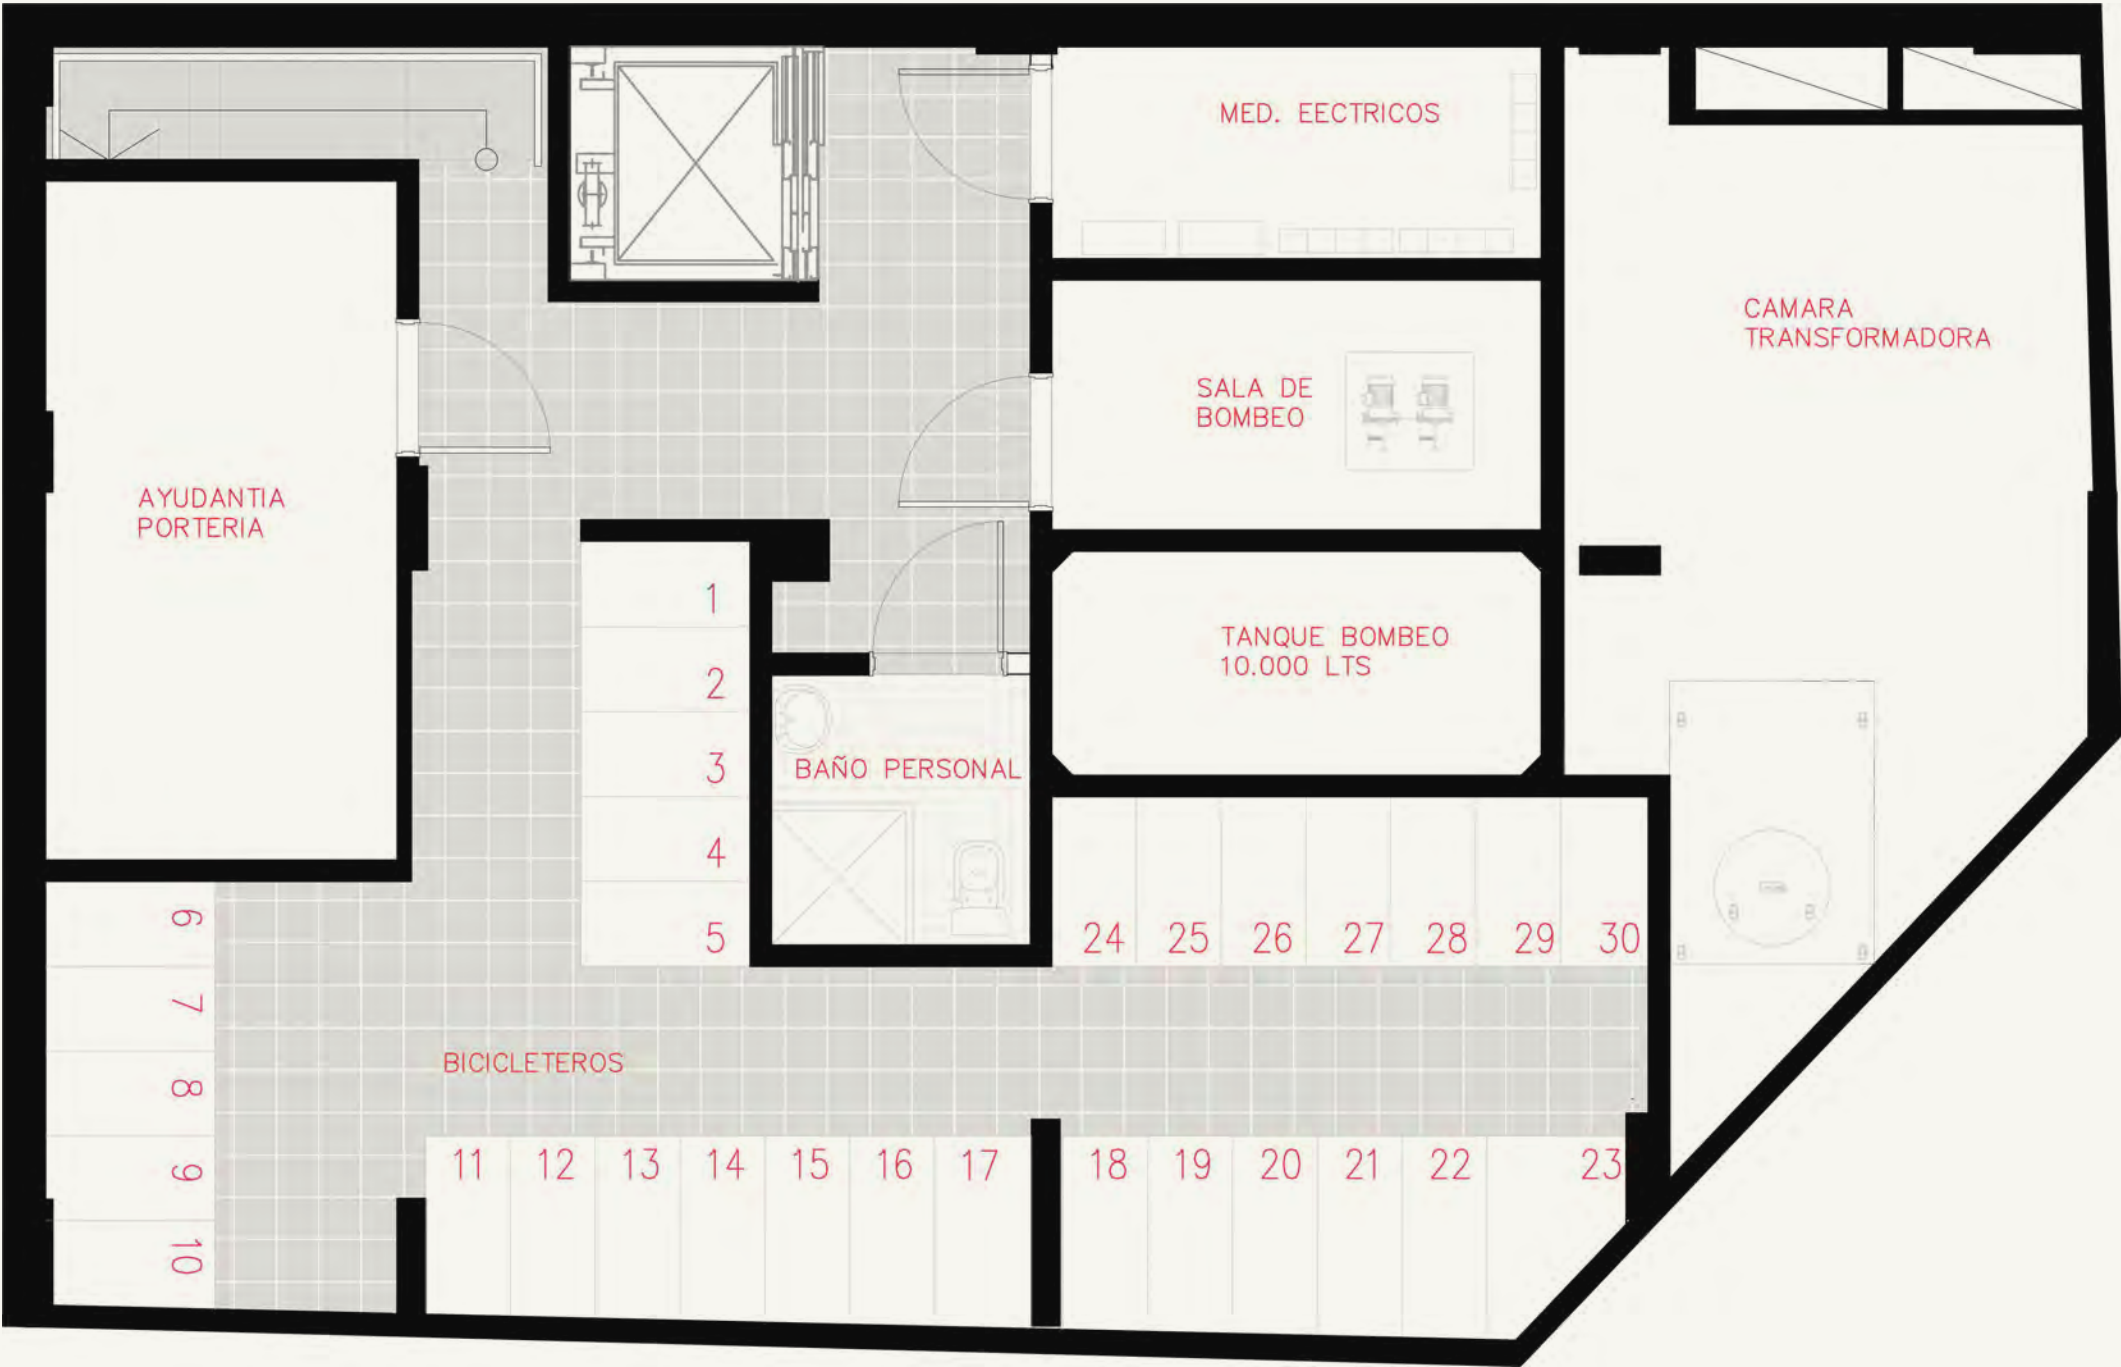 MED. EECTRICOS
CAMARA
TRANSFORMADORA
SALA DE
BOMBEO
AYUDANTIA
PORTERIA
1
TANQUE BOMBEO
10.000 LTS
2
3
BAÑO PERSONAL
4
5
24 25 26 27 28 29 30
6
7
8
9
10
BICICLETEROS
11 12 13 14 15 16 17 18 19 20 21 22 23